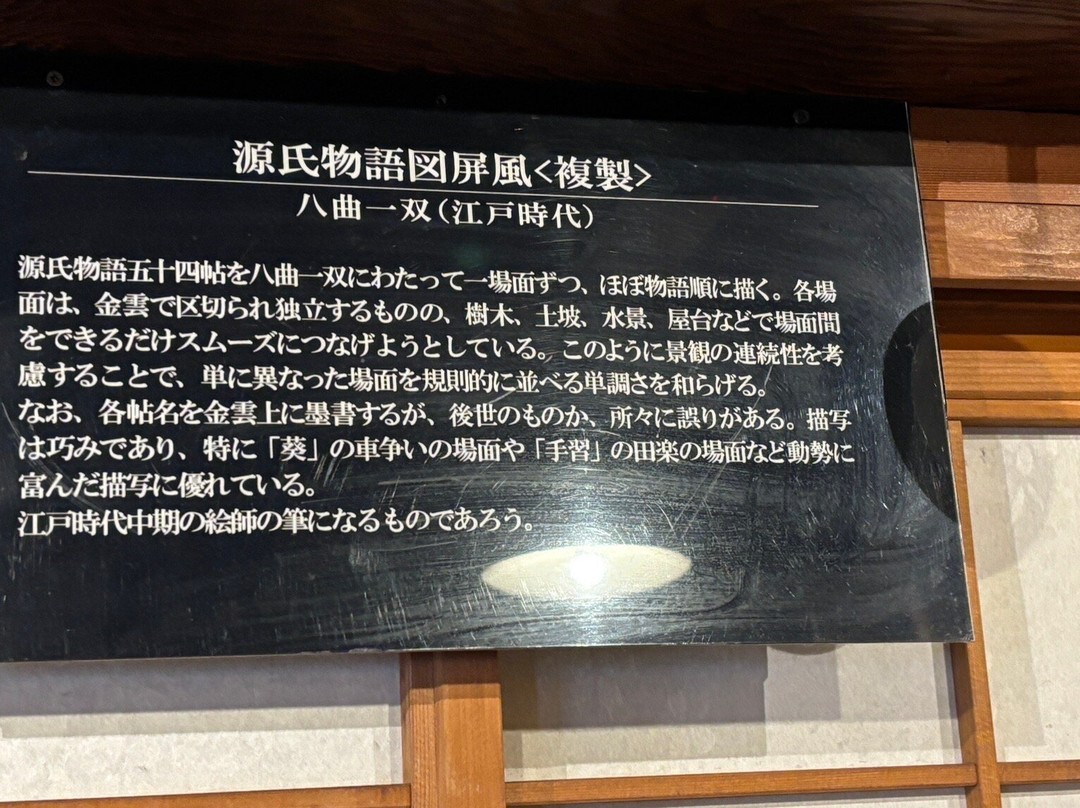 源氏物語図屏風<複製>
八曲一双(江戸時代)
源氏物語五十四帖を八曲一双にわたって一場面ずつ、ほぼ物語順に描く。各場
面は、金雲で区切られ独立するものの、樹木、土坡、水景、屋台などで場面間
をできるだけスムーズにつなげようとしている。このように景観の連続性を考
慮することで、単に異なった場面を規則的に並べる単調さを和らげる。
なお、各帖名を金雲上に墨書するが、後世のものか、所々に誤りがある。描写
は巧みであり、特に「葵」の車争いの場面や「手習」の田楽の場面など動勢に
富んだ描写に優れている。
江戸時代中期の絵師の筆になるものであろう。